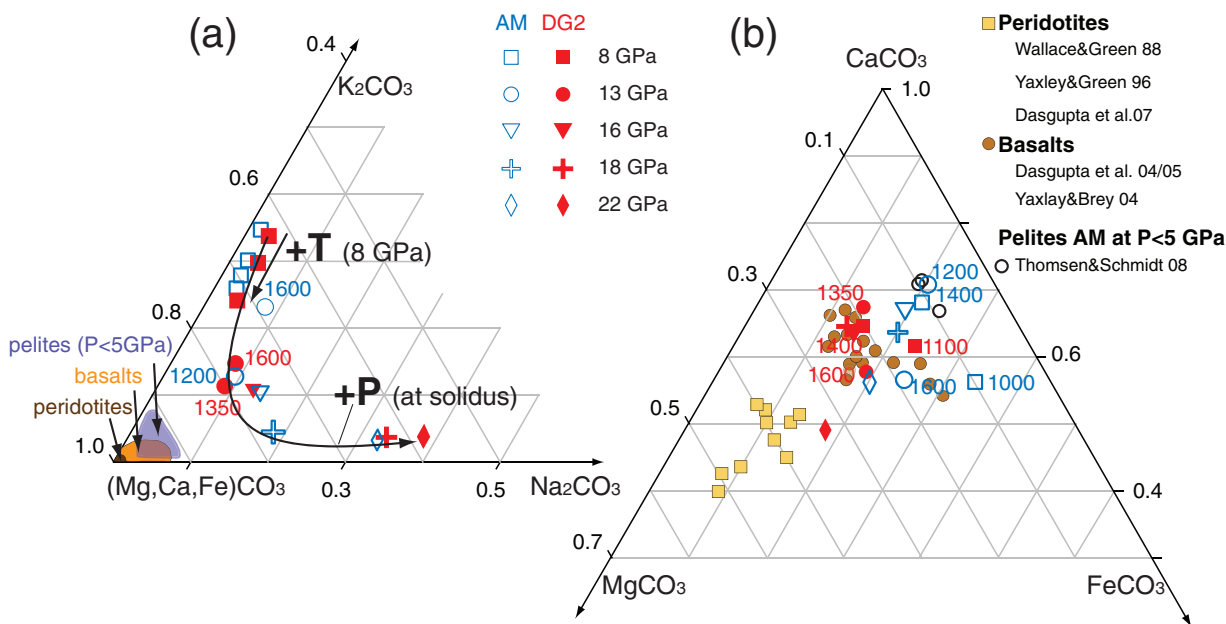 (a)
0.4
K2CO3
0.6
+T (8 GPa)
1600
0.8
pelites (P<5GPa)
basalts
peridotites
1200
1600
1350
+P (at solidus)
1.0
(Mg,Ca,Fe)CO3
0.3
0.5
Na2CO3
AM DG2
8 GPa
13 GPa
16 GPa
18 GPa
22 GPa
(b)
CaCO3
1.0
0.1
0.3
1350
1200
1400
1400
1100
1600
1600
1000
0.6
0.5
0.4
0.7
MgCO3
FeCO3
Peridotites
Wallace&Green 88
Yaxley&Green 96
Dasgupta et al.07
Basalts
Dasgupta et al. 04/05
Yaxlay&Brey 04
Pelites AM at P<5 GPa
Thomsen&Schmidt 08